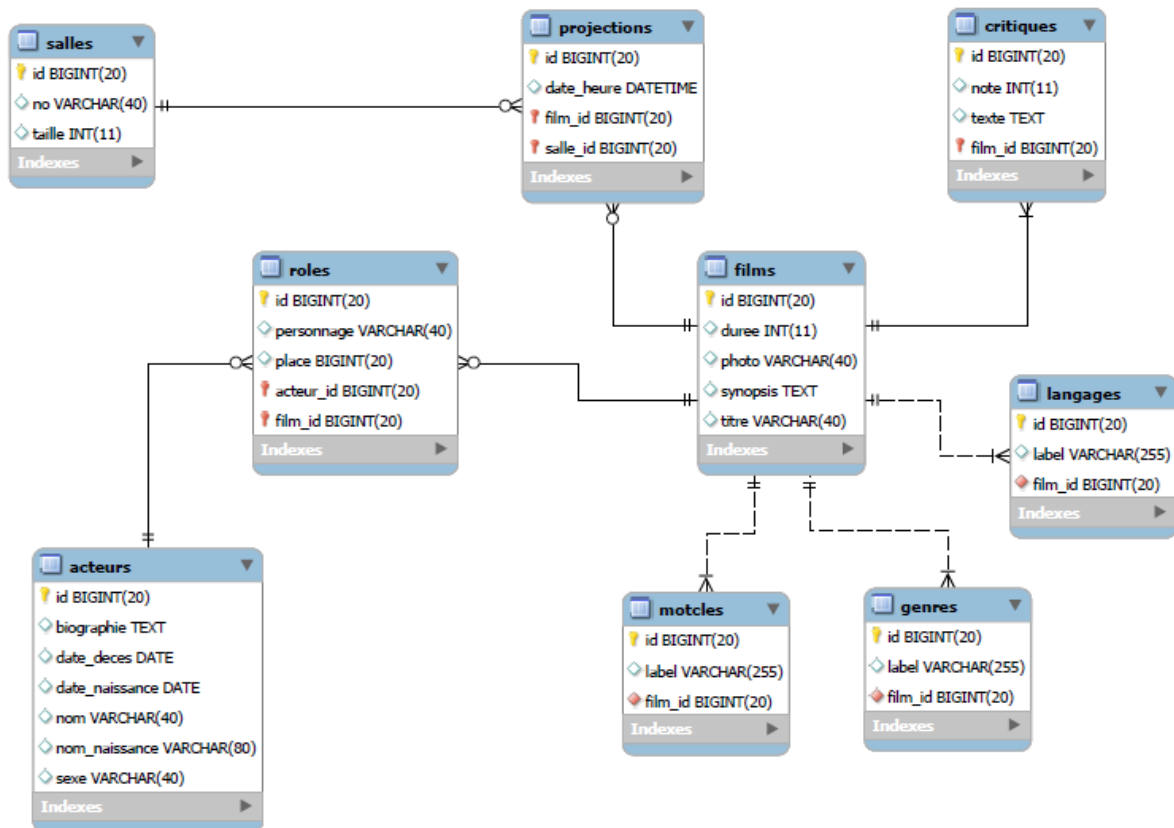 salles
id BIGINT(20)
no VARCHAR(40)
taille INT(11)
Indexes
projections
id BIGINT(20)
date_heure DATETIME
film_id BIGINT(20)
salle_id BIGINT(20)
Indexes
critiques
id BIGINT(20)
note INT(11)
texte TEXT
film_id BIGINT(20)
Indexes
roles
id BIGINT(20)
personnage VARCHAR(40)
place BIGINT(20)
acteur_id BIGINT(20)
film_id BIGINT(20)
Indexes
films
id BIGINT(20)
duree INT(11)
photo VARCHAR(40)
synopsis TEXT
titre VARCHAR(40)
Indexes
langages
id BIGINT(20)
label VARCHAR(255)
film_id BIGINT(20)
Indexes
acteurs
id BIGINT(20)
biographie TEXT
date_deces DATE
date_naissance DATE
nom VARCHAR(40)
nom_naissance VARCHAR(80)
sexe VARCHAR(40)
Indexes
motcles
id BIGINT(20)
label VARCHAR(255)
film_id BIGINT(20)
Indexes
genres
id BIGINT(20)
label VARCHAR(255)
film_id BIGINT(20)
Indexes